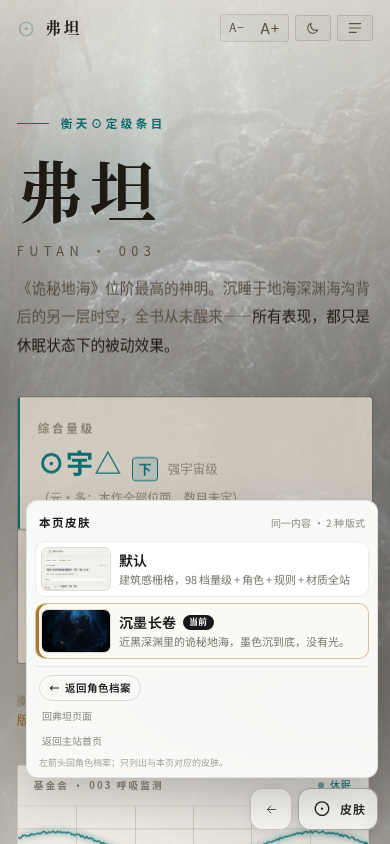 弗坦
A− A+
衡天⊙定级条目
弗坦
FUTAN · 003
《诡秘地海》位阶最高的神明。沉睡于地海深渊海沟背
后的另一层时空，全书从未醒来——所有表现，都只是
休眠状态下的被动效果。
综合量级
⊙宇△ 下 强宇宙级
（元·多：本作全部位面，数目未定）
本页皮肤 同一内容 · 2 种版式
默认
建筑感栅格，98 档量级 + 角色 + 规则 + 材质全站
沉墨长卷 当前
近黑深渊里的诡秘地海，墨色沉到底，没有光。
← 返回角色档案
回弗坦页面
返回主站首页
左箭头回角色档案；只列出与本页对应的皮肤。
基金会 · 003 呼吸监测 休眠
← 皮肤